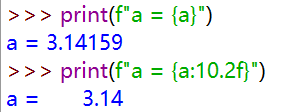 >>> print(f"a = {a}")
a = 3.14159
>>> print(f"a = {a:10.2f}")
a =       3.14